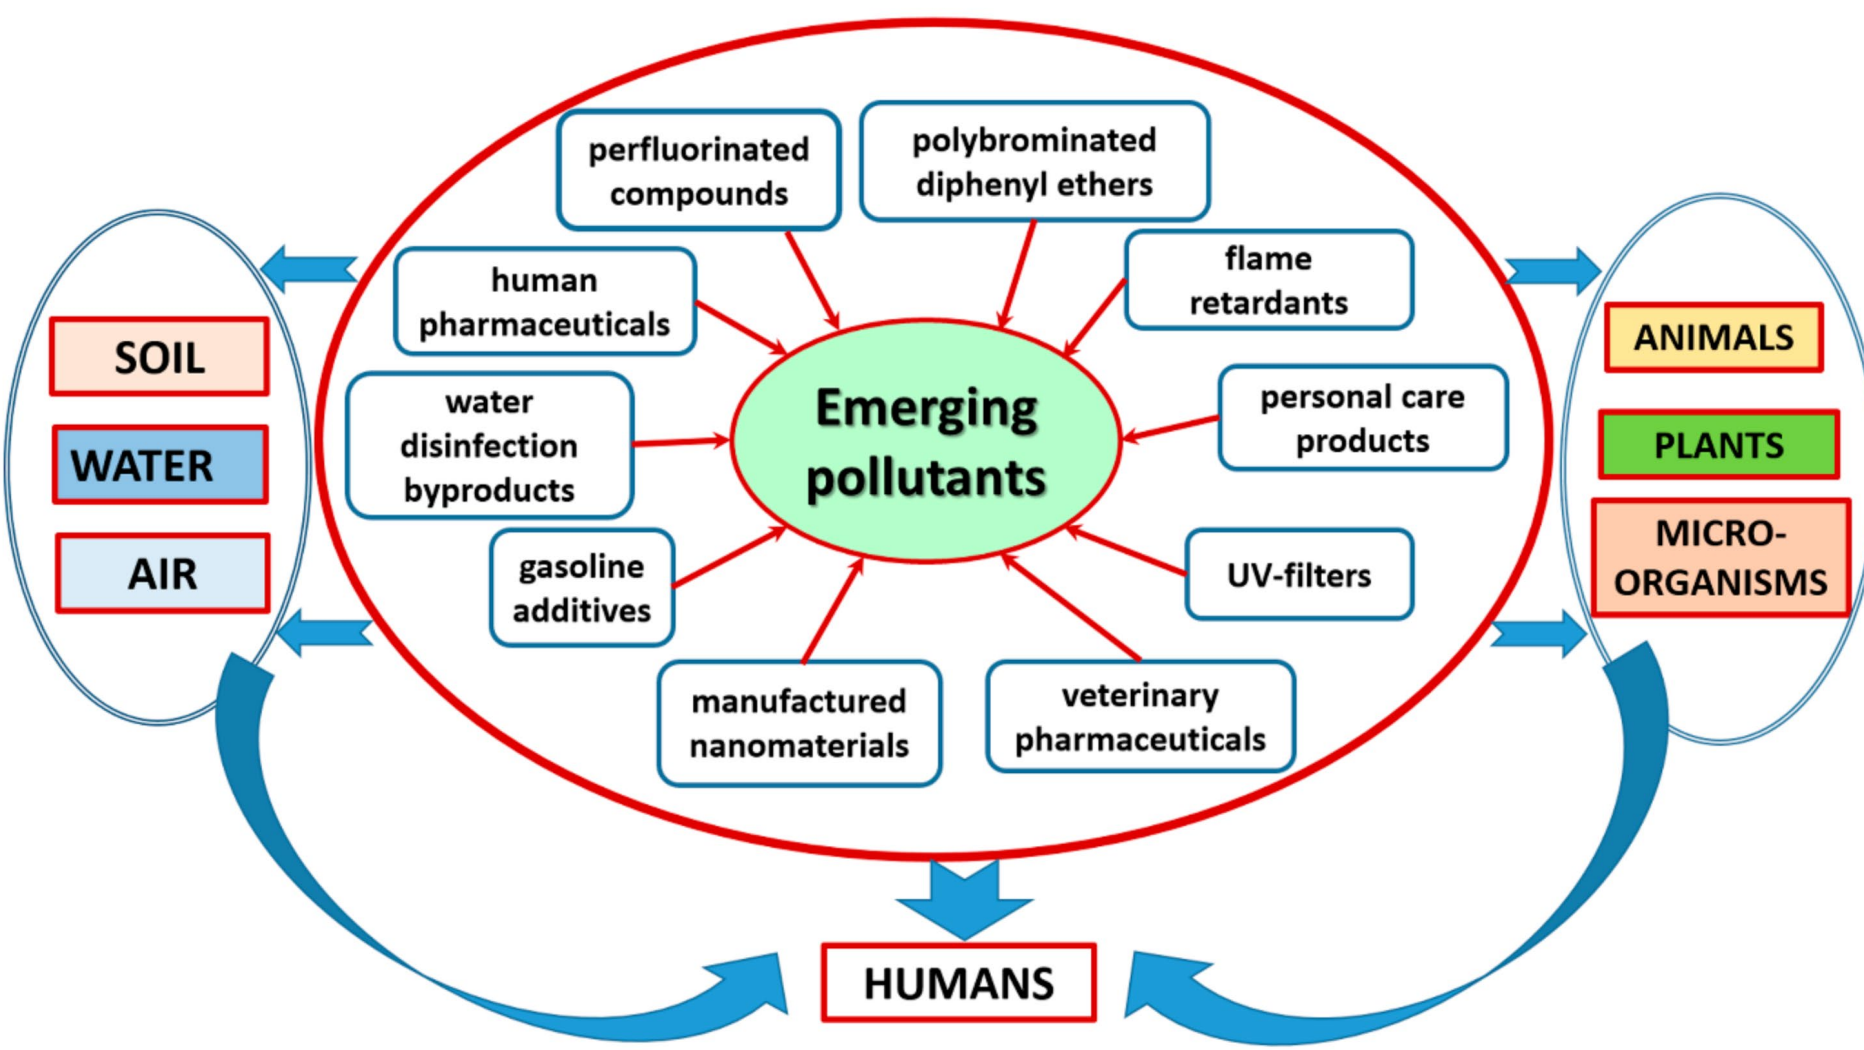 perfluorinated
compounds
polybrominated
diphenyl ethers
human
pharmaceuticals
flame
retardants
SOIL
WATER
AIR
water
disinfection
byproducts
Emerging
pollutants
personal care
products
ANIMALS
PLANTS
MICRO-
ORGANISMS
gasoline
additives
UV-filters
manufactured
nanomaterials
veterinary
pharmaceuticals
HUMANS